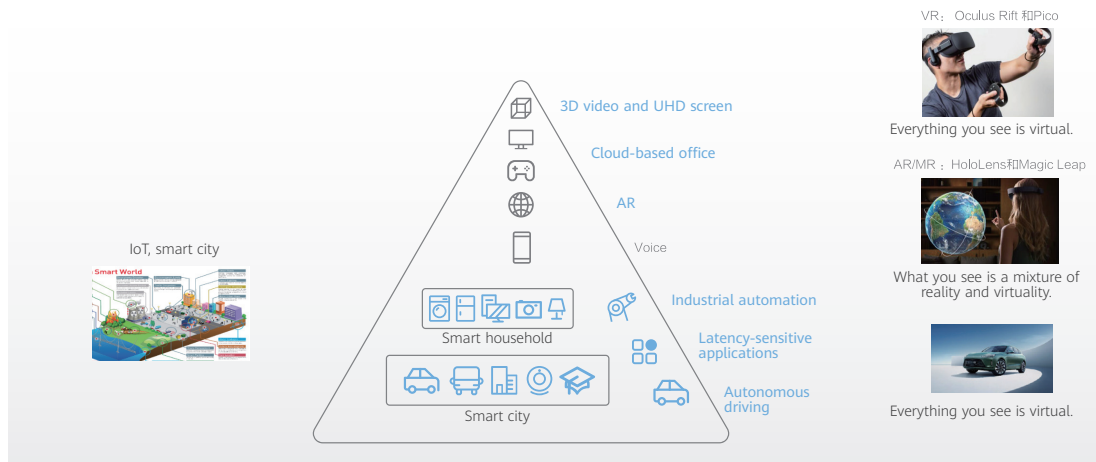 VR： Oculus Rift 和Pico
Everything you see is virtual.
3D video and UHD screen
Cloud-based office
AR
Voice
AR/MR ：HoloLens和Magic Leap
What you see is a mixture of
reality and virtuality.
IoT, smart city
Smart World
Industrial automation
Smart household
Latency-sensitive
applications
Autonomous
driving
Smart city
Everything you see is virtual.